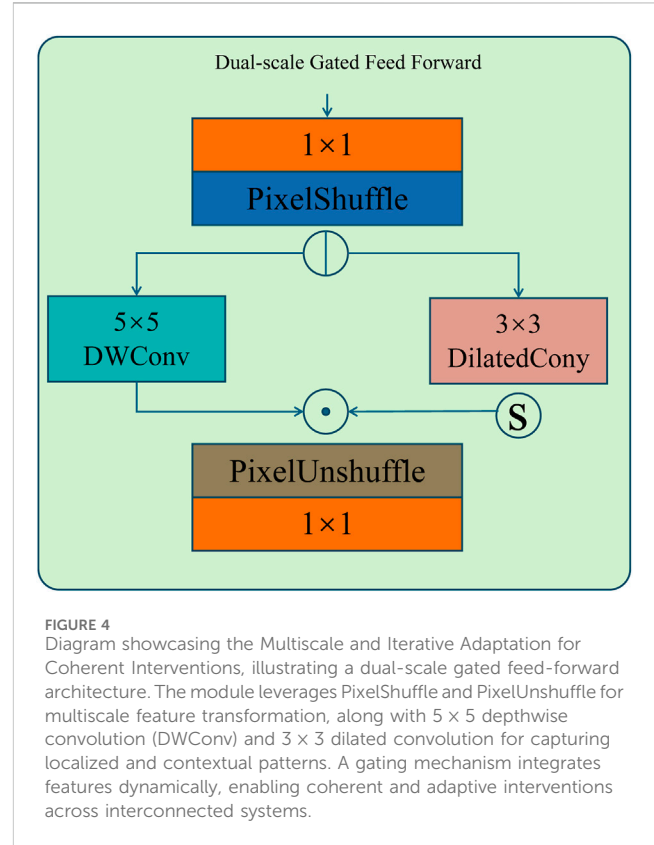 Dual-scale Gated Feed Forward
1×1
PixelShuffle
5×5
DWConv
3×3
DilatedCony
S
PixelUnshuffle
1×1
FIGURE 4
Diagram showcasing the Multiscale and Iterative Adaptation for
Coherent Interventions, illustrating a dual-scale gated feed-forward
architecture. The module leverages PixelShuffle and PixelUnshuffle for
multiscale feature transformation, along with 5 × 5 depthwise
convolution (DWConv) and 3 × 3 dilated convolution for capturing
localized and contextual patterns. A gating mechanism integrates
features dynamically, enabling coherent and adaptive interventions
across interconnected systems.